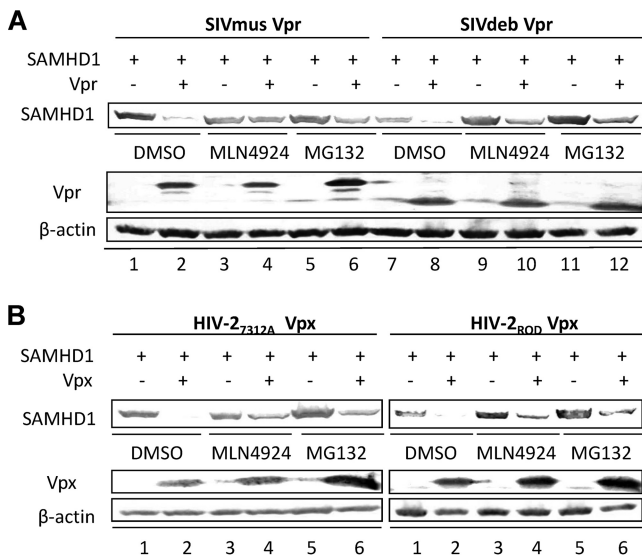 A
SIVmus Vpr SIVdeb Vpr
SAMHD1 + + + + + + + + + + + +
Vpr - + - + - + - + - + - +
SAMHD1
DMSO MLN4924 MG132 DMSO MLN4924 MG132
Vpr
β-actin
1 2 3 4 5 6 7 8 9 10 11 12
B
HIV-27312A Vpx HIV-2ROD Vpx
SAMHD1 + + + + + + + + + + + +
Vpx - + - + - + - + - + - +
SAMHD1
DMSO MLN4924 MG132 DMSO MLN4924 MG132
Vpx
β-actin
1 2 3 4 5 6 1 2 3 4 5 6